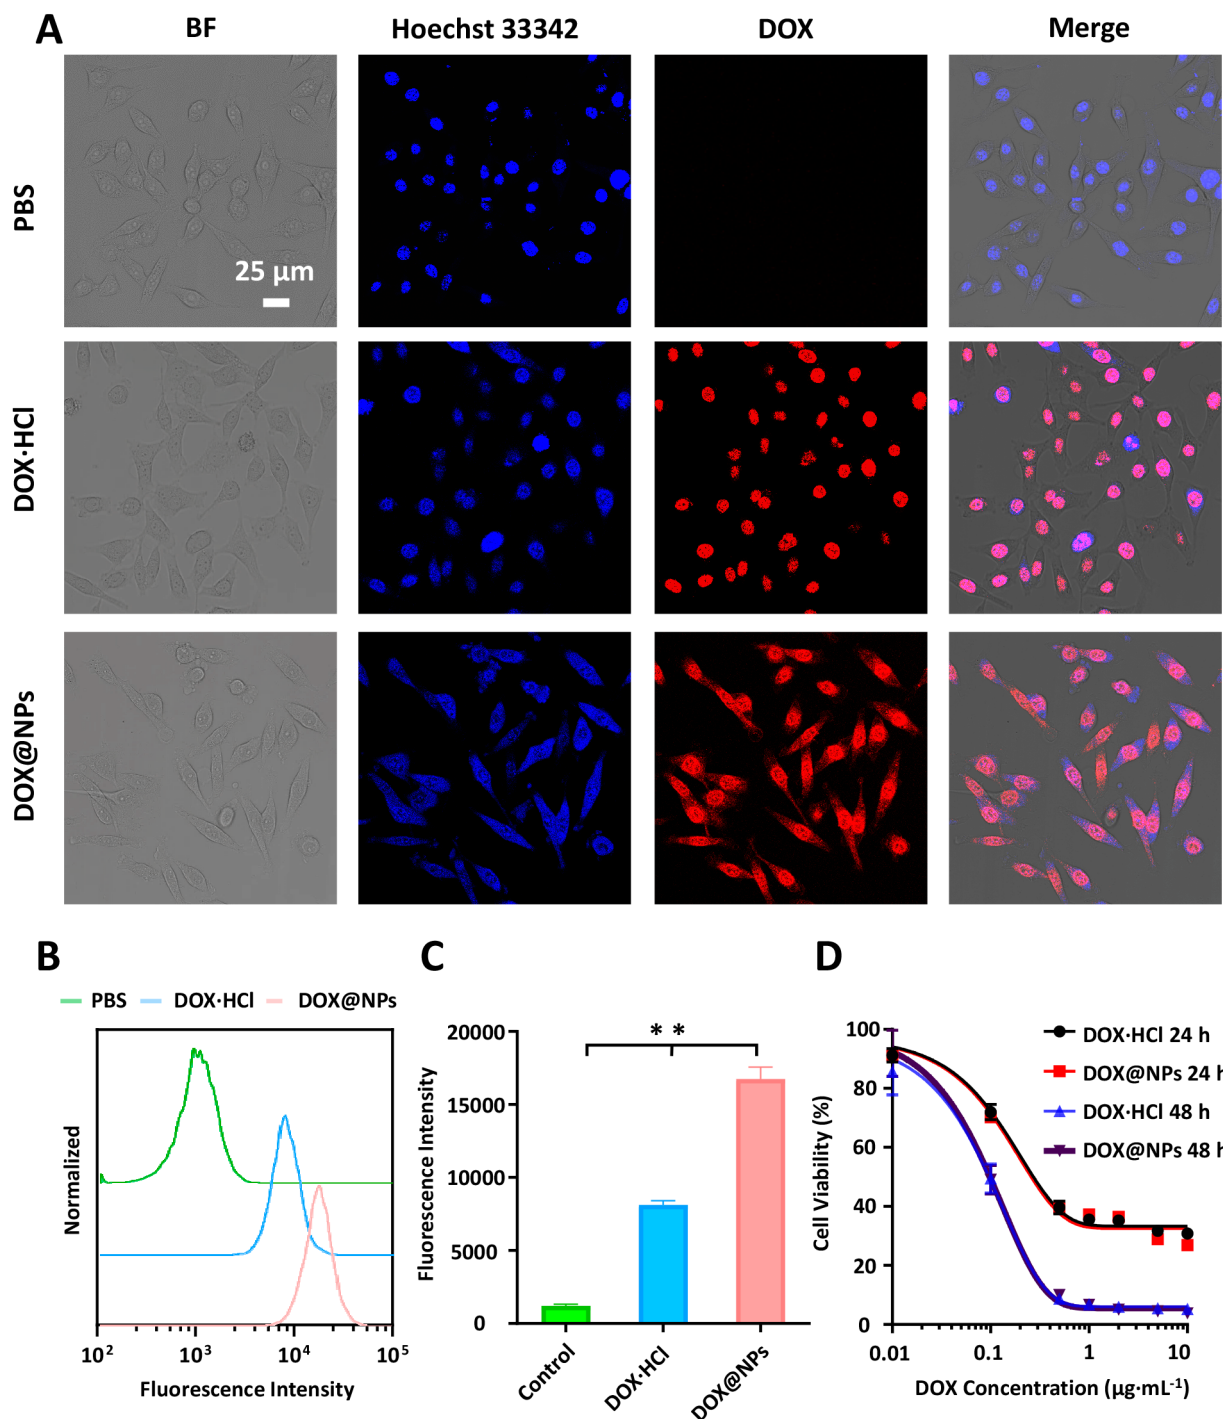 A
BF
Hoechst 33342
DOX
Merge
PBS
25 μm
DOX·HCl
DOX@NPs
B
PBS
DOX·HCl
DOX@NPs
Normalized
10²
10³
10⁴
10⁵
Fluorescence Intensity
C
**
Fluorescence Intensity
20000
15000
10000
5000
0
Control
DOX·HCl
DOX@NPs
D
DOX·HCl 24 h
DOX@NPs 24 h
DOX·HCl 48 h
DOX@NPs 48 h
Cell Viability (%)
100
80
60
40
20
0
0.01
0.1
1
10
DOX Concentration (μg·mL⁻¹)